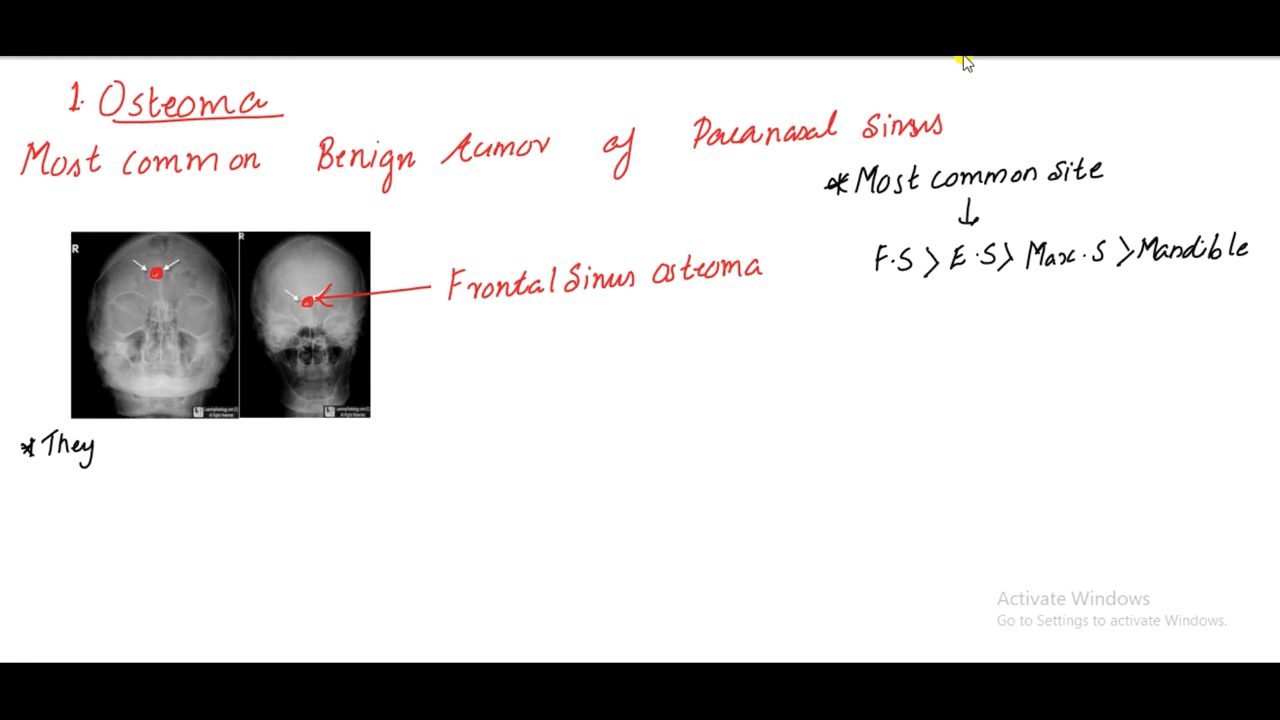 1. Osteoma
Most common Benign tumor of Paranasal Sinus
* Most common site
↓
F.S > E.S > Max.S > Mandible
R
R
Frontal Sinus osteoma
* They
Activate Windows
Go to Settings to activate Windows.